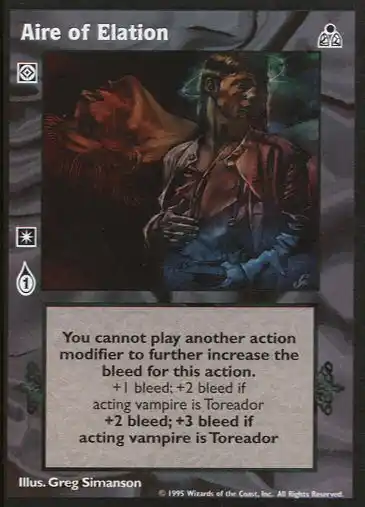 Aire of Elation
1
You cannot play another action
modifier to further increase the
bleed for this action.
+1 bleed; +2 bleed if
acting vampire is Toreador
+2 bleed; +3 bleed if
acting vampire is Toreador
Illus. Greg Simanson
© 1995 Wizards of the Coast, Inc. All Rights Reserved.